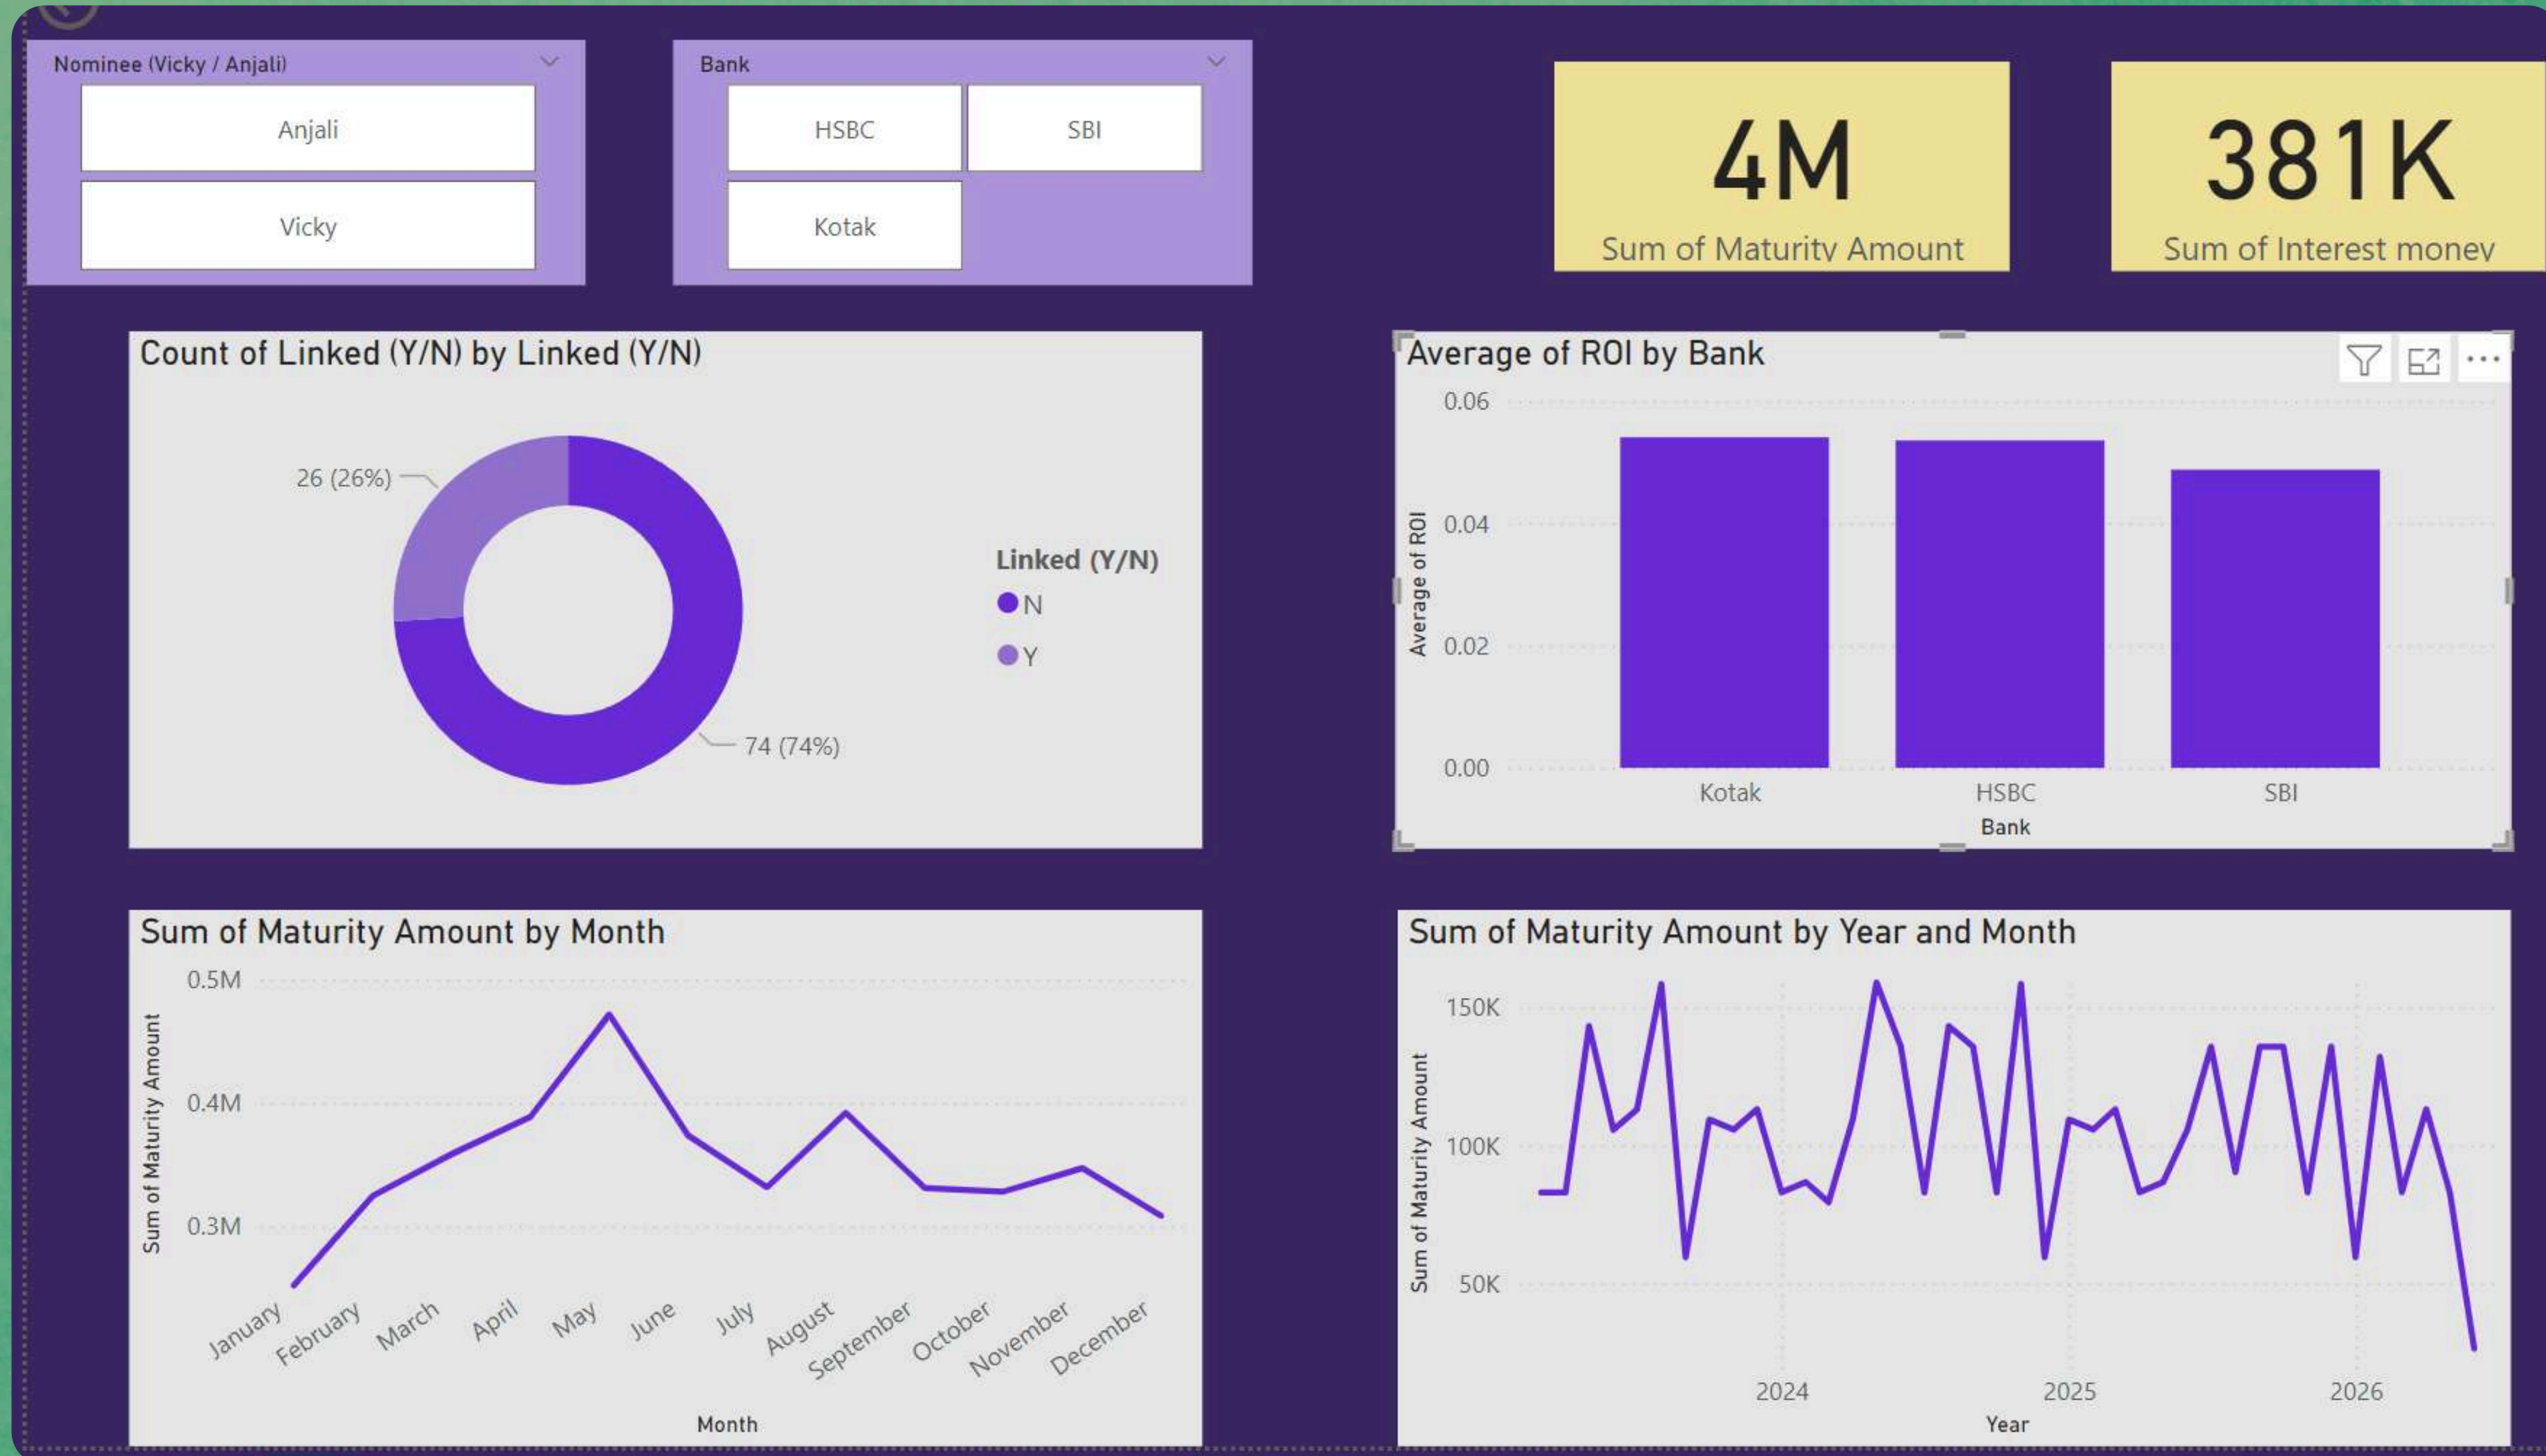 Nominee (Vicky / Anjali)
Anjali
Vicky
Bank
HSBC
SBI
Kotak
4M
Sum of Maturity Amount
381K
Sum of Interest money
Count of Linked (Y/N) by Linked (Y/N)
26 (26%)
74 (74%)
Linked (Y/N)
N
Y
Average of ROI by Bank
0.06
0.04
0.02
0.00
Average of ROI
Kotak
HSBC
SBI
Bank
Sum of Maturity Amount by Month
0.5M
0.4M
0.3M
Sum of Maturity Amount
January
February
March
April
May
June
July
August
September
October
November
December
Month
Sum of Maturity Amount by Year and Month
150K
100K
50K
Sum of Maturity Amount
2024
2025
2026
Year